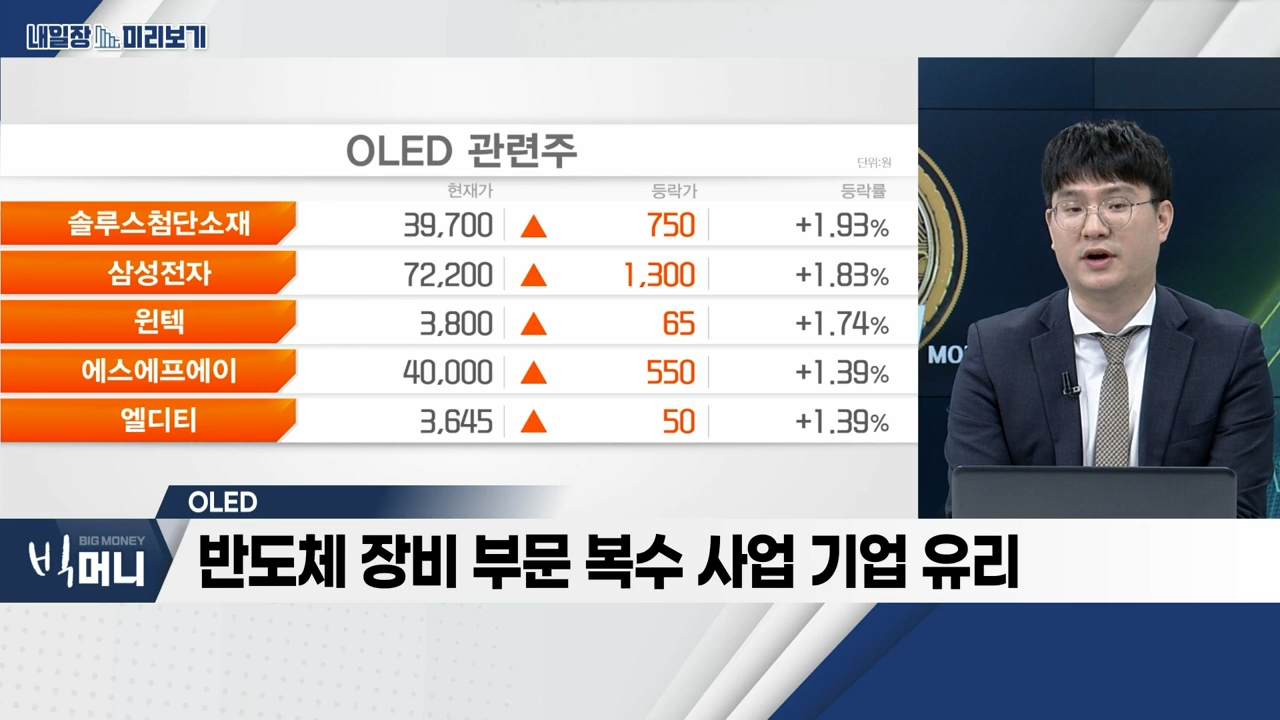 내일장 미리보기
OLED 관련주
단위:원
현재가 등락가 등락률
솔루스첨단소재 39,700 ▲ 750 +1.93%
삼성전자 72,200 ▲ 1,300 +1.83%
윈텍 3,800 ▲ 65 +1.74%
에스에프에이 40,000 ▲ 550 +1.39%
엘디티 3,645 ▲ 50 +1.39%
MO
OLED
BIG MONEY
빅머니
반도체 장비 부문 복수 사업 기업 유리